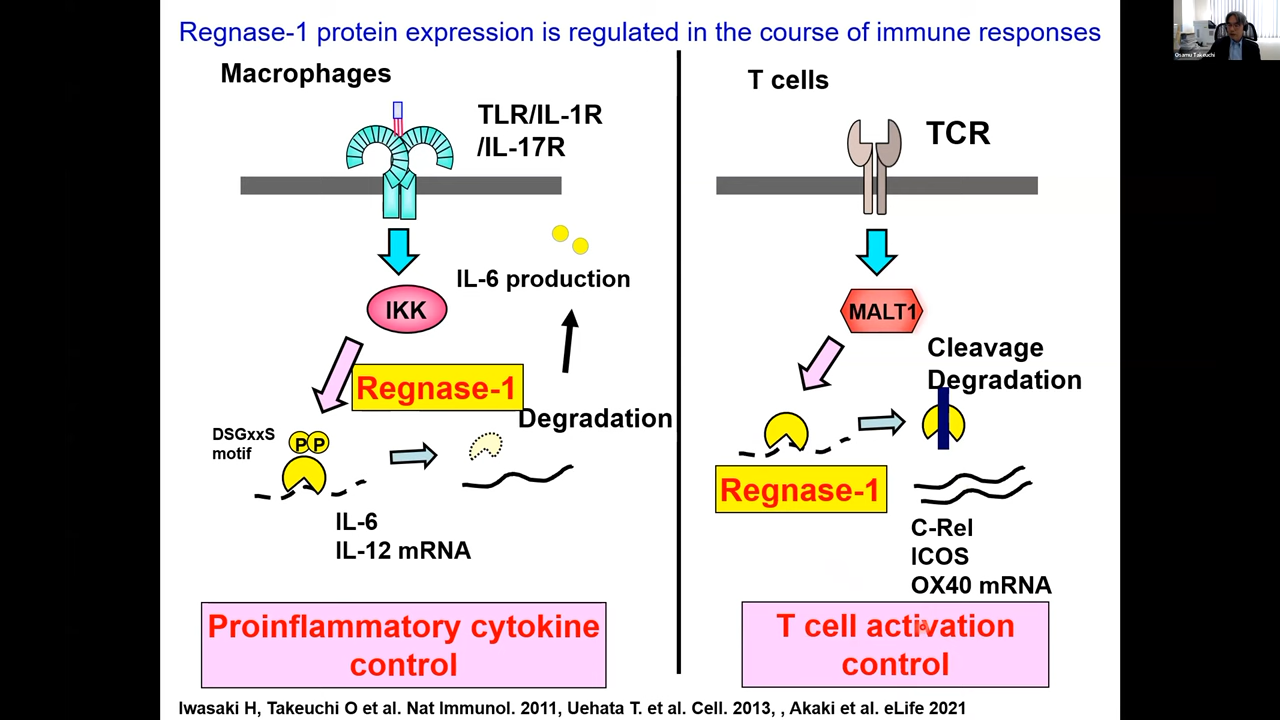 Regnase-1 protein expression is regulated in the course of immune responses
Macrophages
TLR/IL-1R
/IL-17R
IL-6 production
IKK
Regnase-1
Degradation
DSGxxS
motif
P P
IL-6
IL-12 mRNA
Proinflammatory cytokine
control
T cells
TCR
MALT1
Cleavage
Degradation
Regnase-1
C-Rel
ICOS
OX40 mRNA
T cell activation
control
Iwasaki H, Takeuchi O et al. Nat Immunol. 2011, Uehata T. et al. Cell. 2013, , Akaki et al. eLife 2021
Osamu Takeuchi